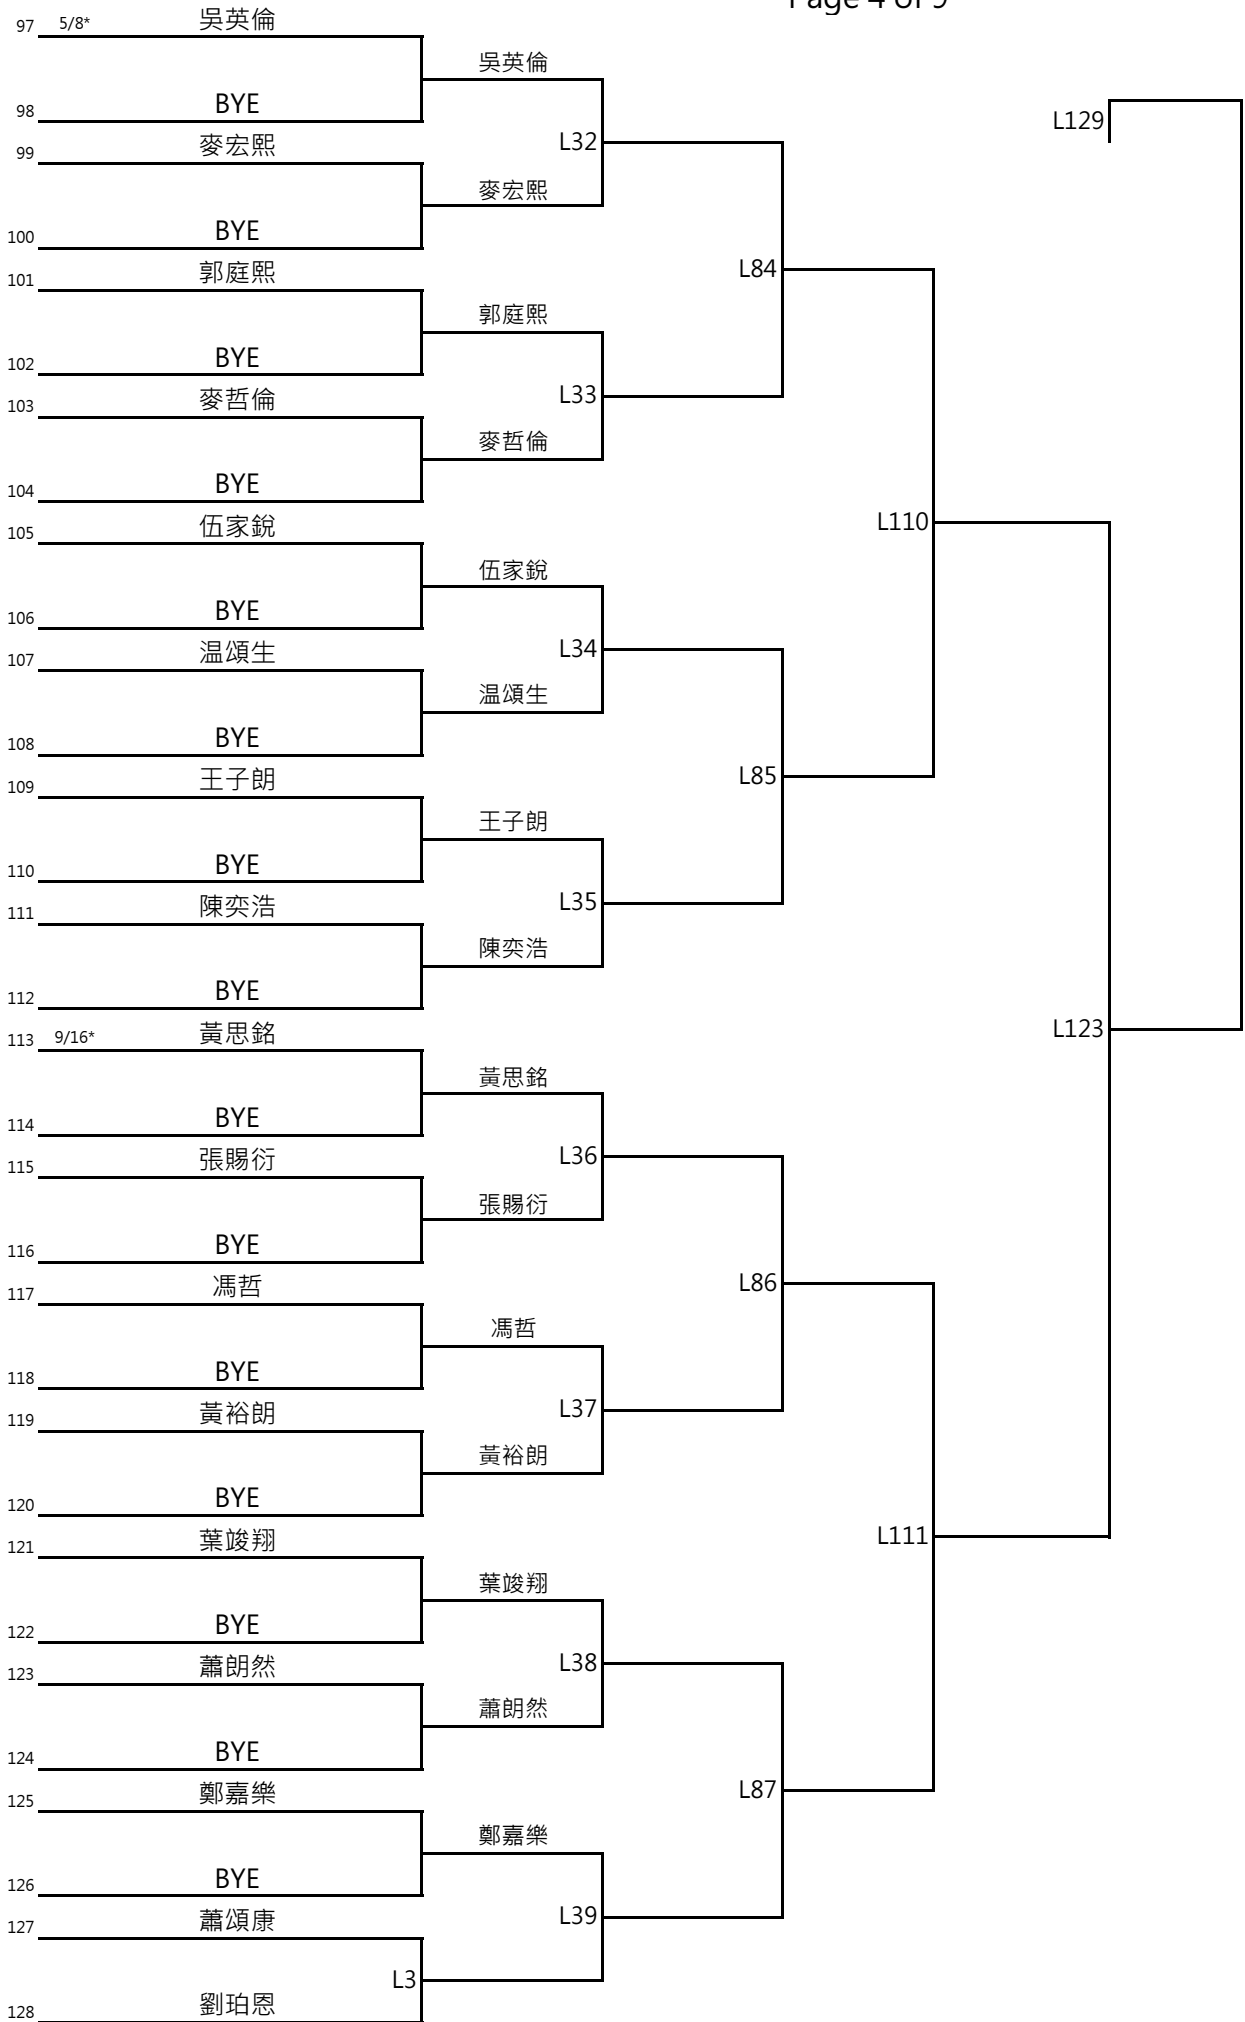 Page 4 of 9
97 5/8* 吳英倫
吳英倫
98 BYE
L129
99 麥宏熙
L32
麥宏熙
100 BYE
101 郭庭熙
L84
郭庭熙
102 BYE
103 麥哲倫
L33
麥哲倫
104 BYE
105 伍家銳
L110
伍家銳
106 BYE
107 温頌生
L34
温頌生
108 BYE
109 王子朗
L85
王子朗
110 BYE
111 陳奕浩
L35
陳奕浩
112 BYE
113 9/16* 黃思銘
L123
黃思銘
114 BYE
115 張賜衍
L36
張賜衍
116 BYE
117 馮哲
L86
馮哲
118 BYE
119 黃裕朗
L37
黃裕朗
120 BYE
121 葉竣翔
L111
葉竣翔
122 BYE
123 蕭朗然
L38
蕭朗然
124 BYE
125 鄭嘉樂
L87
鄭嘉樂
126 BYE
127 蕭頌康
L39
L3
128 劉珀恩